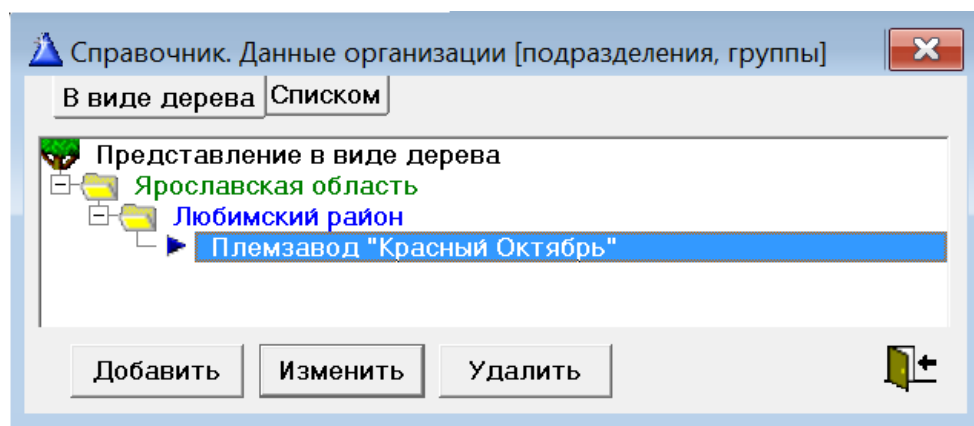 Справочник. Данные организации [подразделения, группы]
В виде дерева Списком
Представление в виде дерева
Ярославская область
Любимский район
Племзавод "Красный Октябрь"
Добавить Изменить Удалить